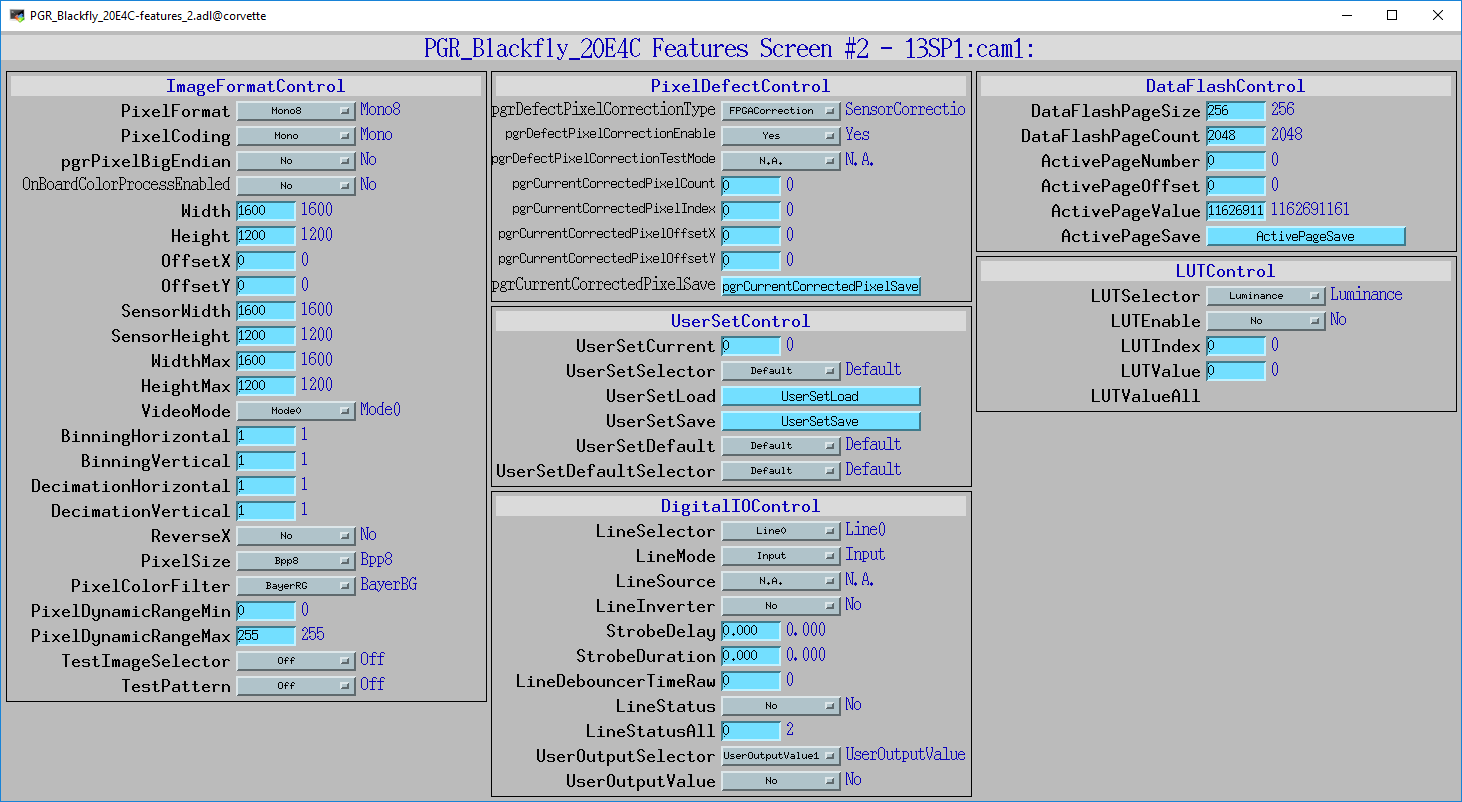 PGR_Blackfly_20E4C-features_2.adl@corvette
PGR_Blackfly_20E4C Features Screen #2 - 13SP1:cam1:
ImageFormatControl
PixelFormat Mono8 Mono8
PixelCoding Mono Mono
pgrPixelBigEndian No No
OnBoardColorProcessEnabled No No
Width 1600 1600
Height 1200 1200
OffsetX 0 0
OffsetY 0 0
SensorWidth 1600 1600
SensorHeight 1200 1200
WidthMax 1600 1600
HeightMax 1200 1200
VideoMode Mode0 Mode0
BinningHorizontal 1 1
BinningVertical 1 1
DecimationHorizontal 1 1
DecimationVertical 1 1
ReverseX No No
PixelSize Bpp8 Bpp8
PixelColorFilter BayerRG BayerBG
PixelDynamicRangeMin 0 0
PixelDynamicRangeMax 255 255
TestImageSelector Off Off
TestPattern Off Off
PixelDefectControl
pgrDefectPixelCorrectionType FPGACorrection SensorCorrectio
pgrDefectPixelCorrectionEnable Yes Yes
pgrDefectPixelCorrectionTestMode N.A. N.A.
pgrCurrentCorrectedPixelCount 0 0
pgrCurrentCorrectedPixelIndex 0 0
pgrCurrentCorrectedPixelOffsetX 0 0
pgrCurrentCorrectedPixelOffsetY 0 0
pgrCurrentCorrectedPixelSave pgrCurrentCorrectedPixelSave
UserSetControl
UserSetCurrent 0 0
UserSetSelector Default Default
UserSetLoad UserSetLoad
UserSetSave UserSetSave
UserSetDefault Default Default
UserSetDefaultSelector Default Default
DigitalIOControl
LineSelector Line0 Line0
LineMode Input Input
LineSource N.A. N.A.
LineInverter No No
StrobeDelay 0.000 0.000
StrobeDuration 0.000 0.000
LineDebouncerTimeRaw 0 0
LineStatus No No
LineStatusAll 0 2
UserOutputSelector UserOutputValue1 UserOutputValue
UserOutputValue No No
DataFlashControl
DataFlashPageSize 256 256
DataFlashPageCount 2048 2048
ActivePageNumber 0 0
ActivePageOffset 0 0
ActivePageValue 11626911 1162691161
ActivePageSave ActivePageSave
LUTControl
LUTSelector Luminance Luminance
LUTEnable No No
LUTIndex 0 0
LUTValue 0 0
LUTValueAll